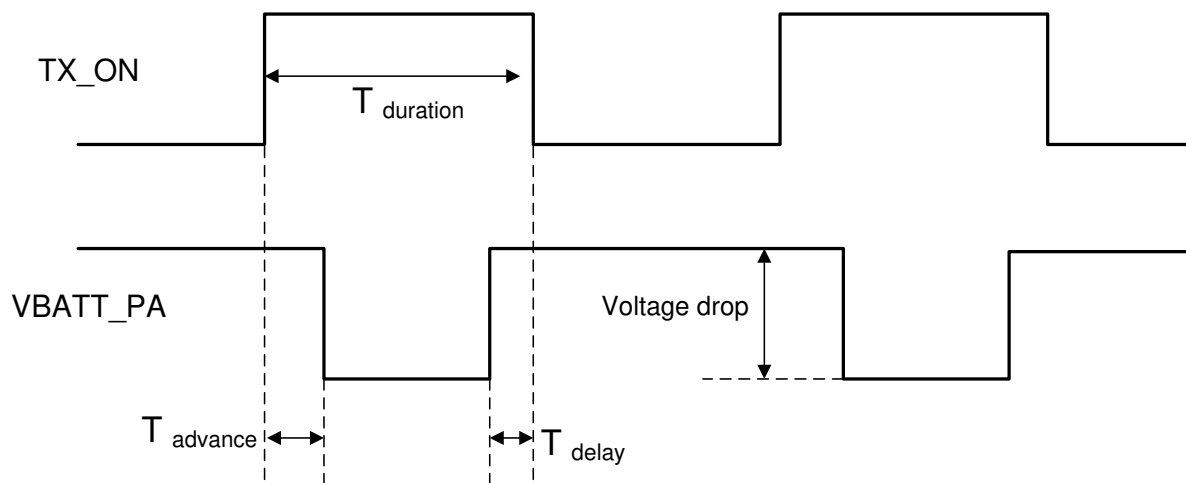 TX_ON
T duration
VBATT_PA
Voltage drop
T advance
T delay